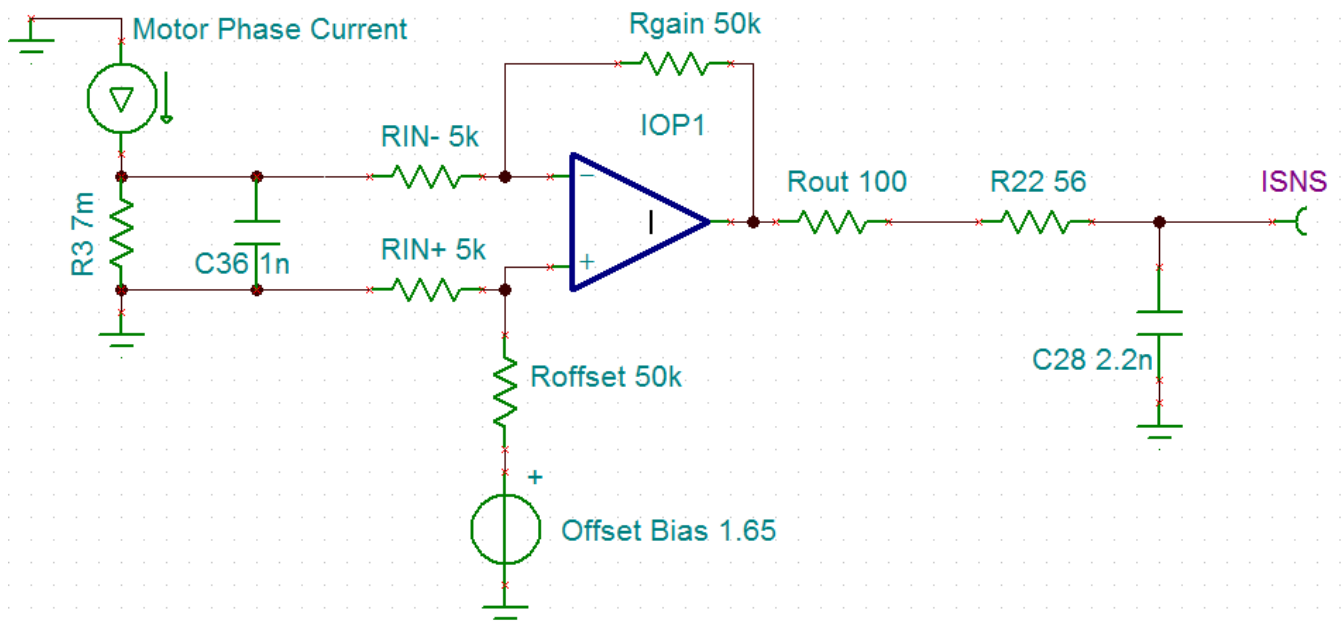 Motor Phase Current
Rgain 50k
IOP1
RIN- 5k
Rout 100
R22 56
ISNS
R3 7m
C36 1n
RIN+ 5k
−
I
+
C28 2.2n
Roffset 50k
+
Offset Bias 1.65